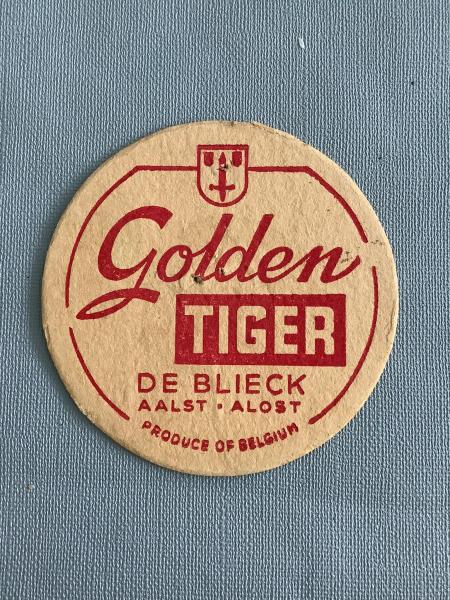 Golden
TIGER
DE BLIECK
AALST · ALOST
PRODUCE OF BELGIUM